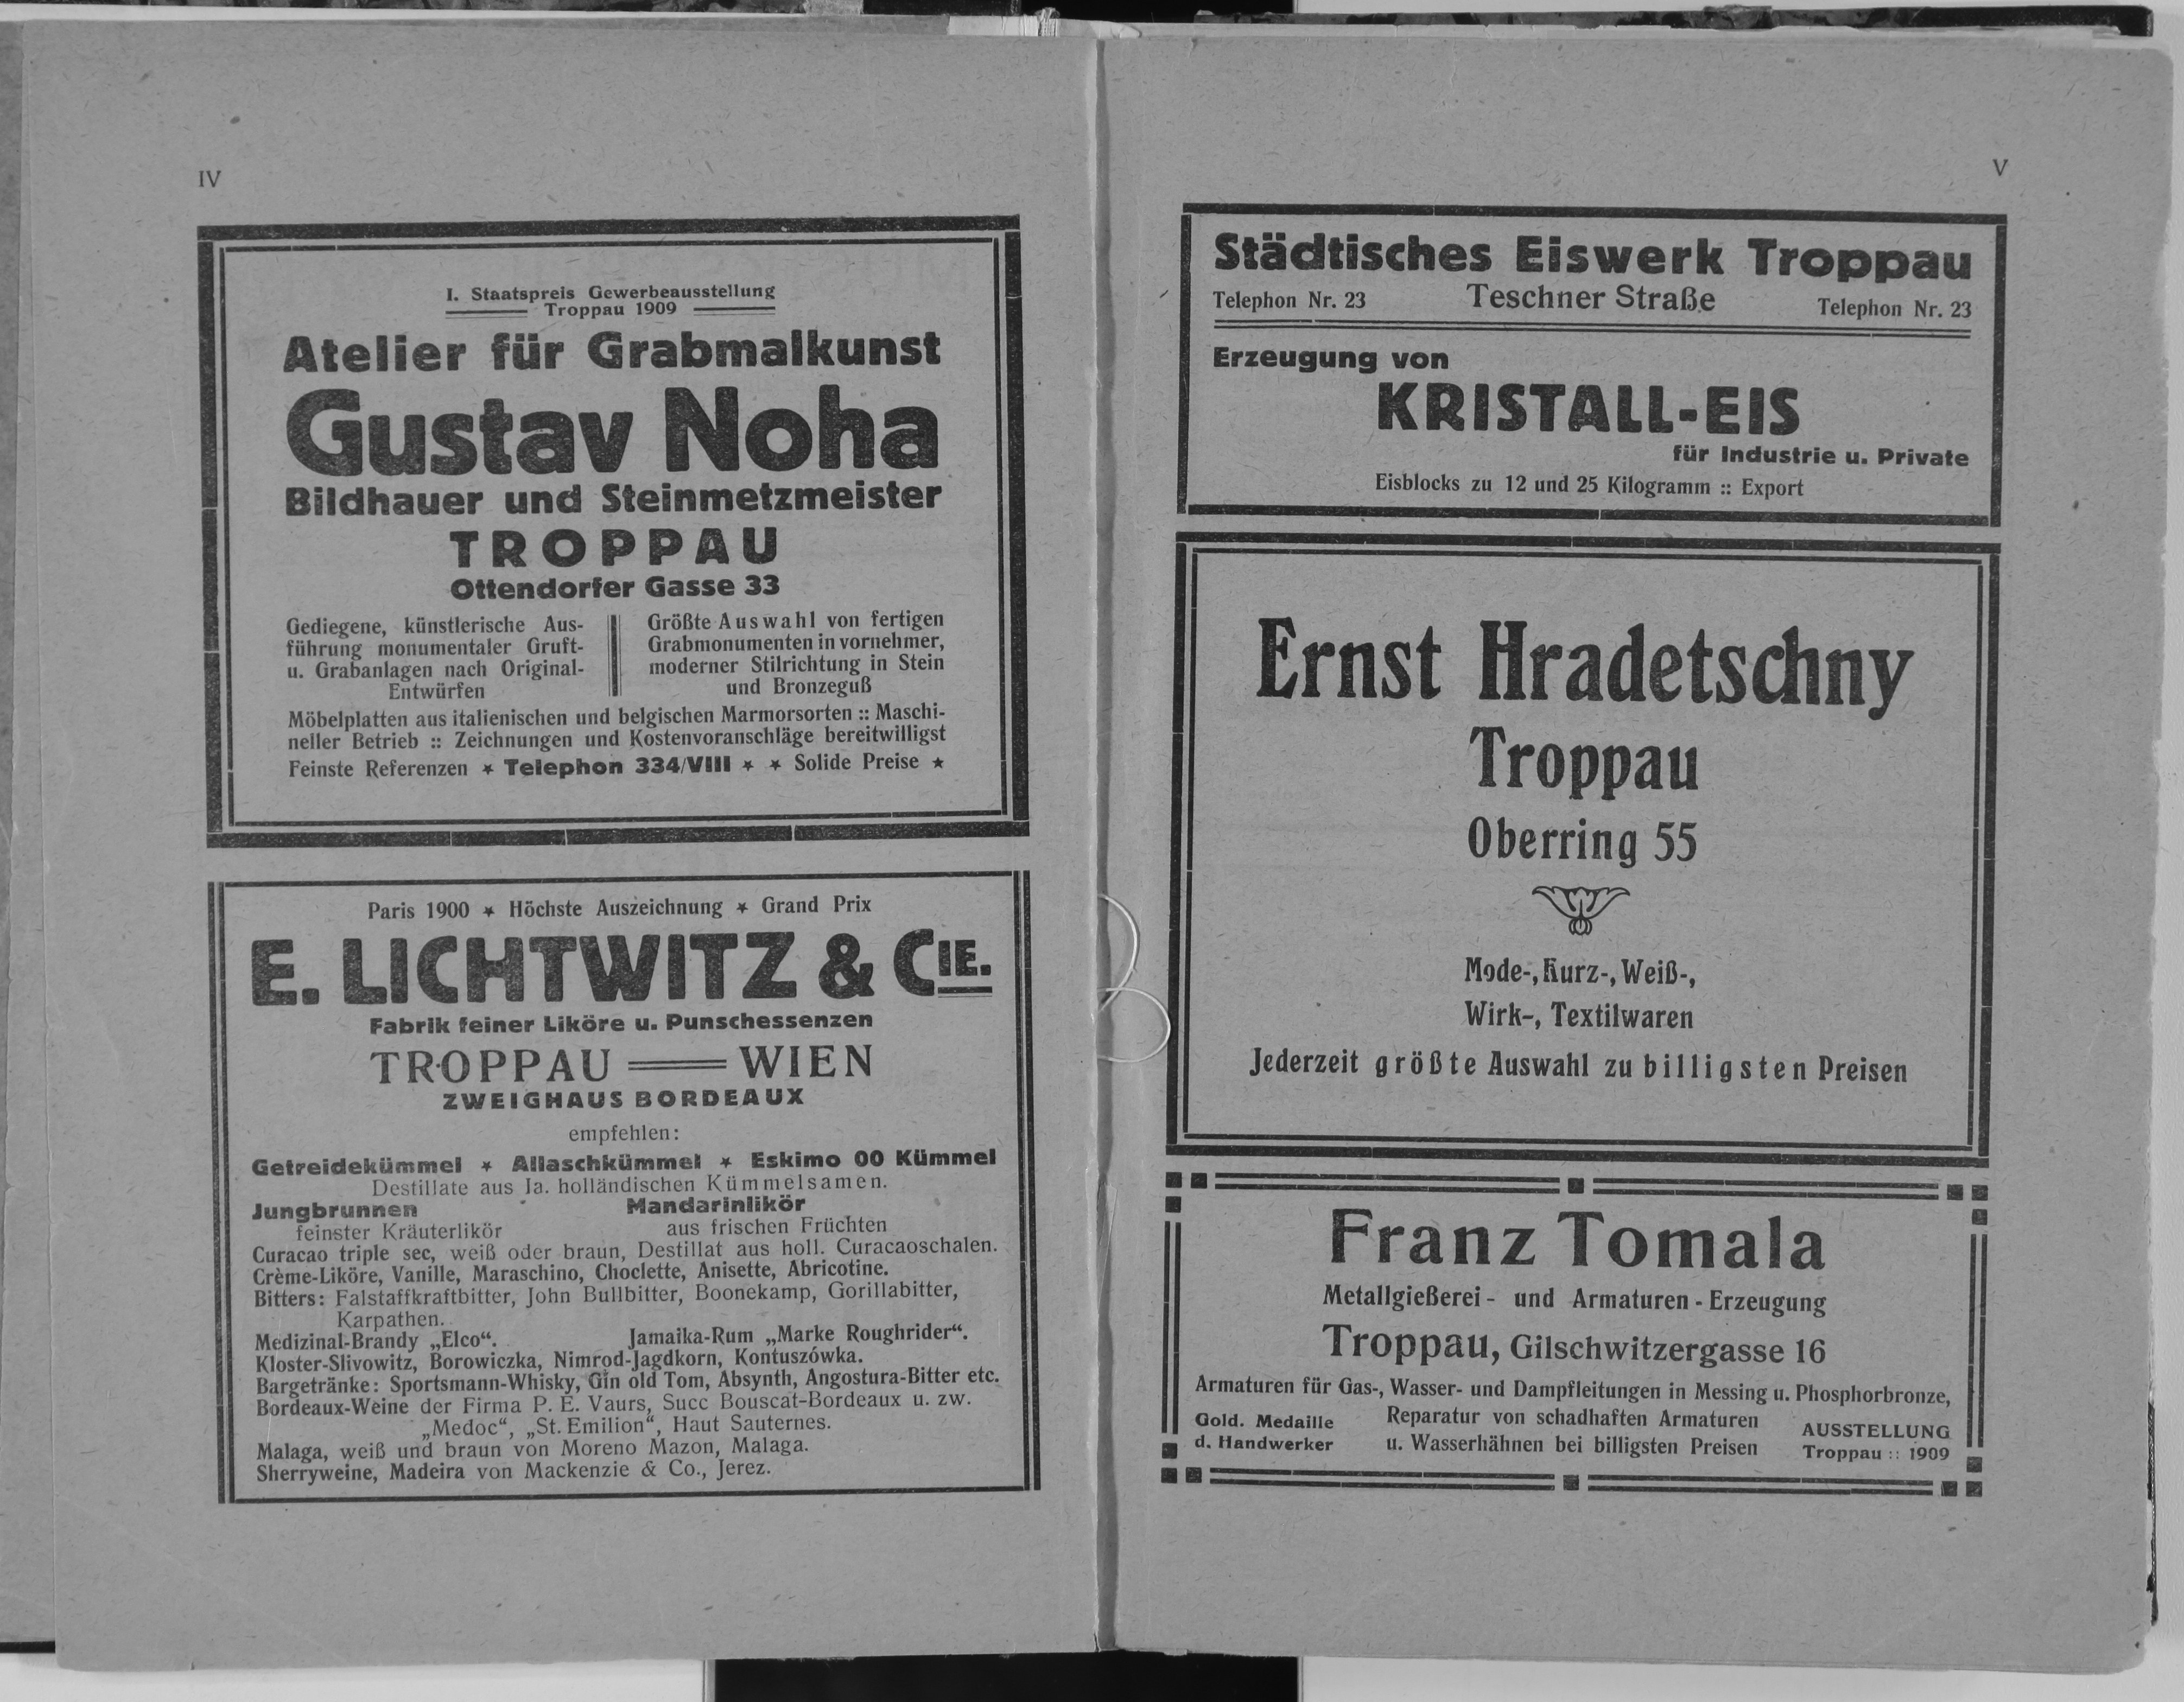 IV
I. Staatspreis Gewerbeausstellung
Troppau 1909
Atelier für Grabmalkunst
Gustav Noha
Bildhauer und Steinmetzmeister
TROPPAU
Ottendorfer Gasse 33
Gediegene, künstlerische Aus-
führung monumentaler Gruft-
u. Grabanlagen nach Original-
Entwürfen
Größte Auswahl von fertigen
Grabmonumenten in vornehmer,
moderner Stilrichtung in Stein
und Bronzeguß
Möbelplatten aus italienischen und belgischen Marmorsorten :: Maschi-
neller Betrieb :: Zeichnungen und Kostenvoranschläge bereitwilligst
Feinste Referenzen ★ Telephon 334/VIII ★ ★ Solide Preise ★
Paris 1900 ★ Höchste Auszeichnung ★ Grand Prix
E. LICHTWITZ & CIE.
Fabrik feiner Liköre u. Punschessenzen
TROPPAU WIEN
ZWEIGHAUS BORDEAUX
empfehlen:
Getreidekümmel ★ Allaschkümmel ★ Eskimo 00 Kümmel
Destillate aus Ja. holländischen Kümmelsamen.
Jungbrunnen Mandarinlikör
feinster Kräuterlikör aus frischen Früchten
Curacao triple sec, weiß oder braun, Destillat aus holl. Curacaoschalen.
Crème-Liköre, Vanille, Maraschino, Choclette, Anisette, Abricotine.
Bitters: Falstaffkraftbitter, John Bullbitter, Boonekamp, Gorillabitter,
Karpathen.
Medizinal-Brandy „Elco“. Jamaika-Rum „Marke Roughrider“.
Kloster-Slivowitz, Borowiczka, Nimrod-Jagdkorn, Kontuszówka.
Bargetränke: Sportsmann-Whisky, Gin old Tom, Absynth, Angostura-Bitter etc.
Bordeaux-Weine der Firma P. E. Vaurs, Succ Bouscat-Bordeaux u. zw.
„Medoc“, „St. Emilion“, Haut Sauternes.
Malaga, weiß und braun von Moreno Mazon, Malaga.
Sherryweine, Madeira von Mackenzie & Co., Jerez.
V
Städtisches Eiswerk Troppau
Telephon Nr. 23 Teschner Straße Telephon Nr. 23
Erzeugung von
KRISTALL-EIS
für Industrie u. Private
Eisblocks zu 12 und 25 Kilogramm :: Export
Ernst Hradetschny
Troppau
Oberring 55
Mode-, Kurz-, Weiß-,
Wirk-, Textilwaren
Jederzeit größte Auswahl zu billigsten Preisen
Franz Tomala
Metallgießerei- und Armaturen-Erzeugung
Troppau, Gilschwitzergasse 16
Armaturen für Gas-, Wasser- und Dampfleitungen in Messing u. Phosphorbronze,
Gold. Medaille
d. Handwerker
Reparatur von schadhaften Armaturen
u. Wasserhähnen bei billigsten Preisen
AUSSTELLUNG
Troppau :: 1909